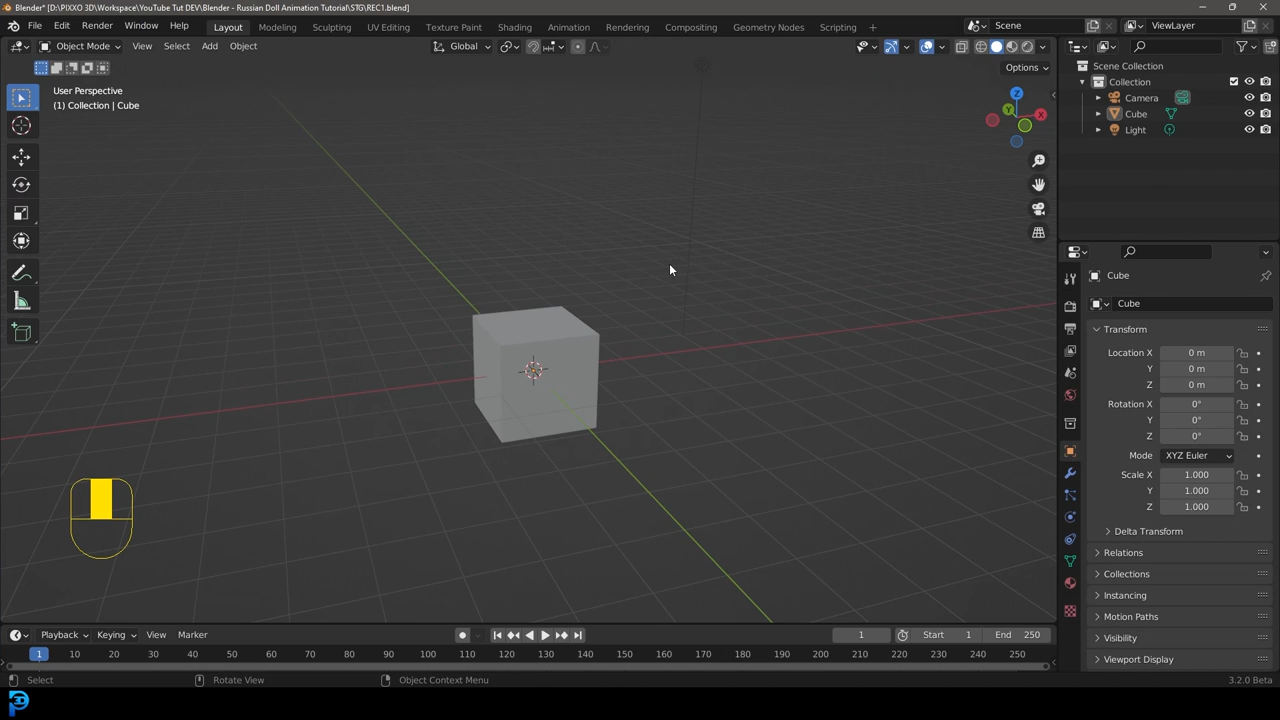 Blender* [D:\PIXXO 3D\Workspace\YouTube Tut DEV\Blender - Russian Doll Animation Tutorial\STG\REC1.blend]
File Edit Render Window Help Layout Modeling Sculpting UV Editing Texture Paint Shading Animation Rendering Compositing Geometry Nodes Scripting Scene ViewLayer
Object Mode View Select Add Object Global
Options
User Perspective
(1) Collection | Cube
Z
Y
X
Scene Collection
Collection
Camera
Cube
Light
Cube
Cube
Transform
Location X 0 m
Y 0 m
Z 0 m
Rotation X 0°
Y 0°
Z 0°
Mode XYZ Euler
Scale X 1.000
Y 1.000
Z 1.000
Delta Transform
Relations
Collections
Instancing
Motion Paths
Visibility
Viewport Display
Playback Keying View Marker 1 Start 1 End 250
1 10 20 30 40 50 60 70 80 90 100 110 120 130 140 150 160 170 180 190 200 210 220 230 240 250
Select Rotate View Object Context Menu 3.2.0 Beta